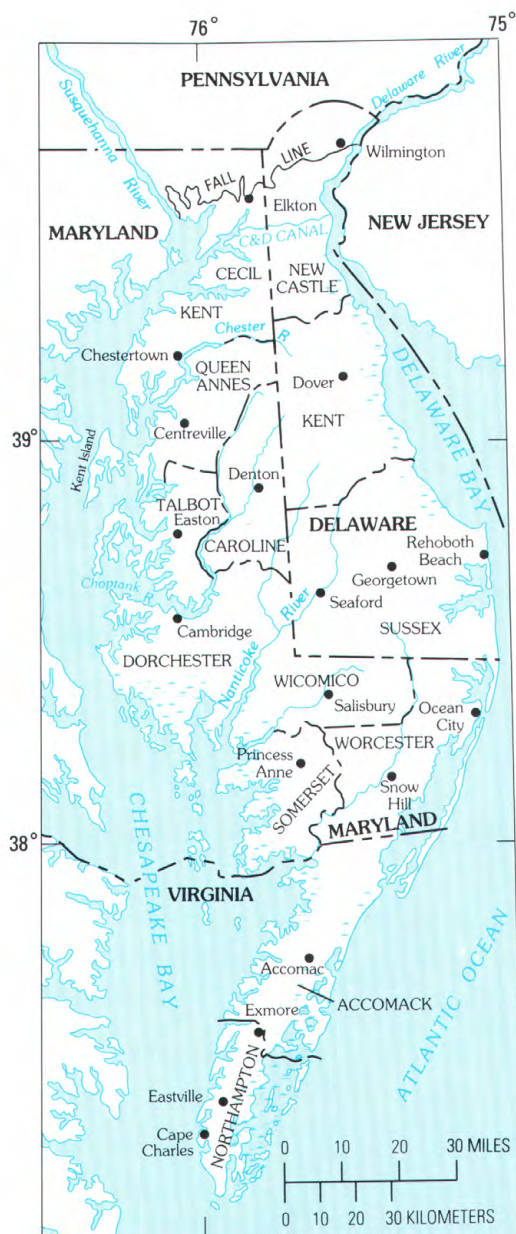 76°
75°
PENNSYLVANIA
Susquehanna
River
Delaware River
Wilmington
FALL LINE
Elkton
MARYLAND
NEW JERSEY
C&D CANAL
CECIL
NEW
CASTLE
KENT
Chester R
Chestertown
QUEEN
ANNES
Dover
DELAWARE BAY
KENT
Centreville
39°
Kent Island
Denton
TALBOT
Easton
DELAWARE
CAROLINE
Rehoboth
Beach
Georgetown
Choptank R
Seaford
Cambridge
SUSSEX
DORCHESTER
Nanticoke River
WICOMICO
Salisbury
Ocean
City
WORCESTER
Princess
Anne
SOMERSET
Snow
Hill
MARYLAND
38°
CHESAPEAKE BAY
VIRGINIA
ATLANTIC OCEAN
Accomac
ACCOMACK
Exmore
NORTHAMPTON
Eastville
Cape
Charles
0 10 20 30 MILES
0 10 20 30 KILOMETERS